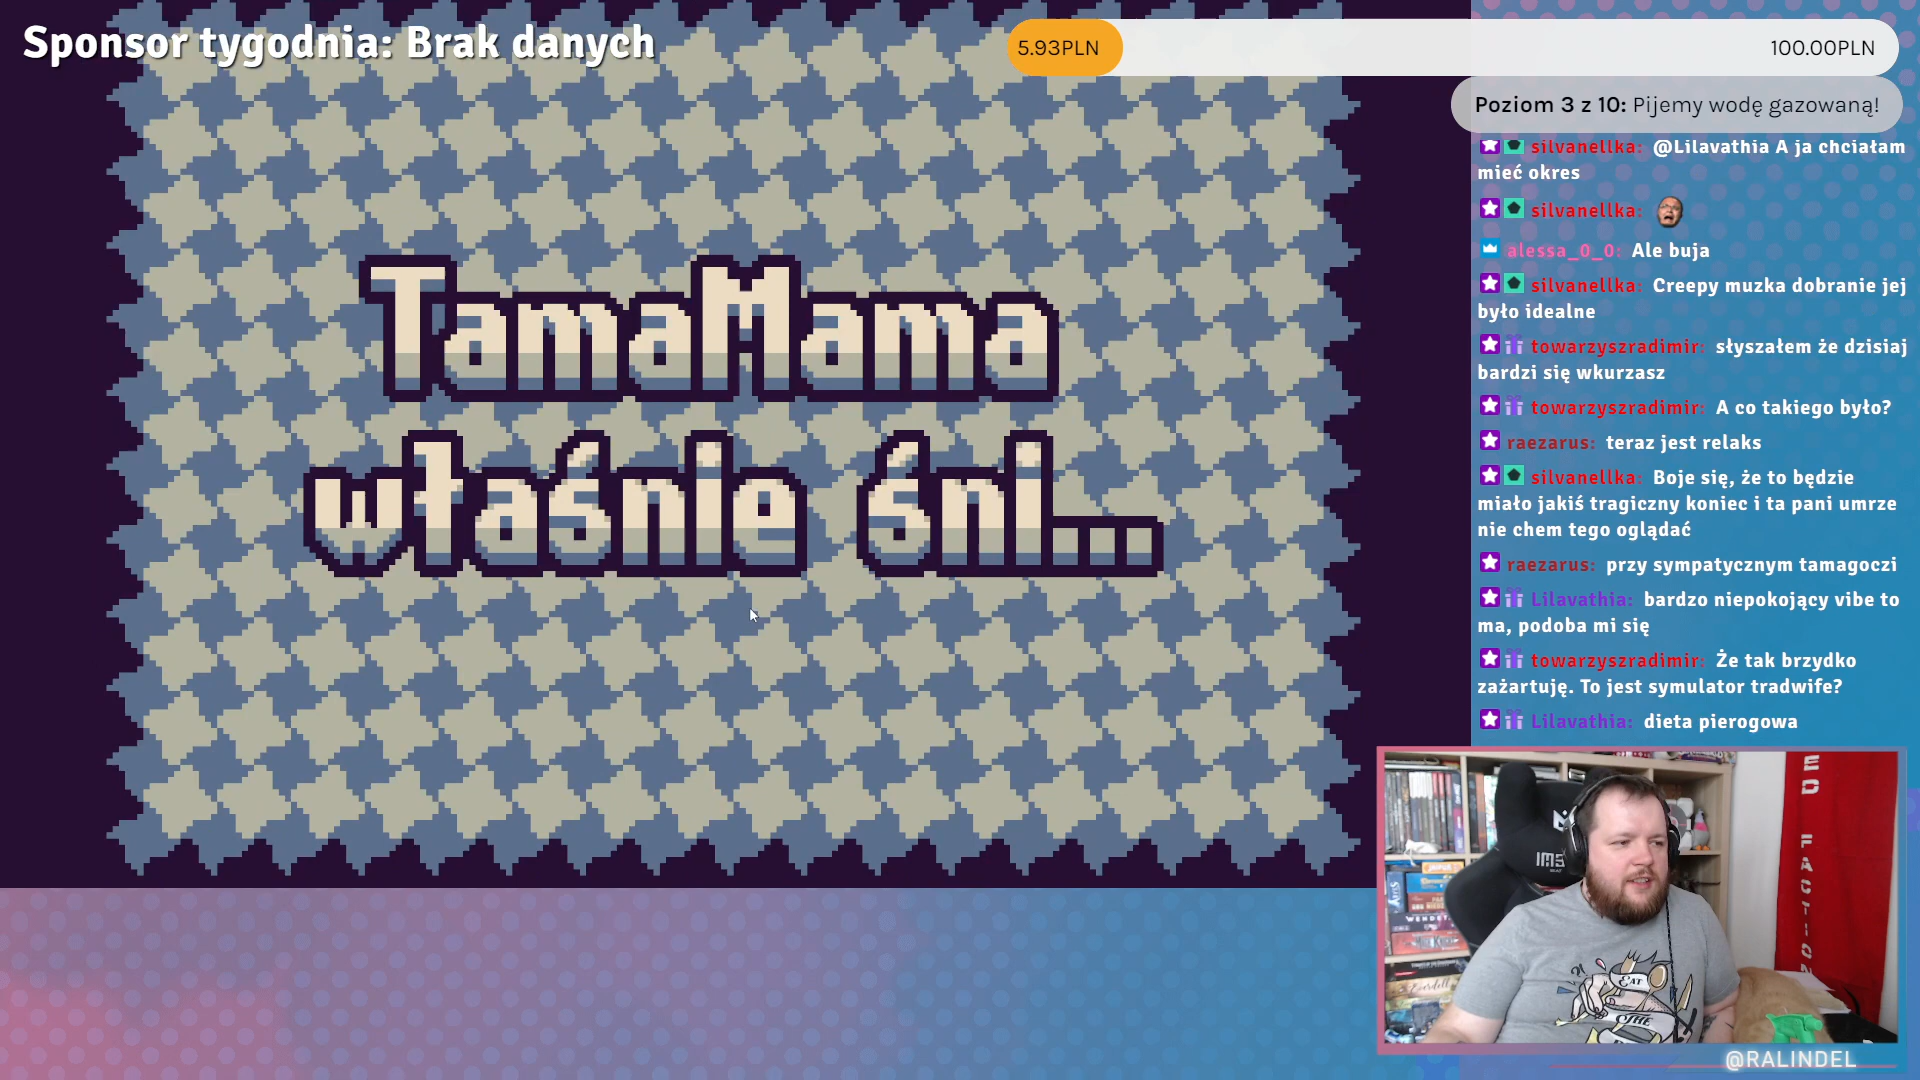 Sponsor tygodnia: Brak danych
5.93PLN
100.00PLN
Poziom 3 z 10: Pijemy wodę gazowaną!
silvanellka: @Lilavathia A ja chciałam
mieć okres
silvanellka:
alessa_0_0: Ale buja
silvanellka: Creepy muzka dobranie jej
było idealne
towarzyszradimir: słyszałem że dzisiaj
bardzi się wkurzasz
towarzyszradimir: A co takiego było?
raezarus: teraz jest relaks
silvanellka: Boje się, że to będzie
miało jakiś tragiczny koniec i ta pani umrze
nie chem tego oglądać
raezarus: przy sympatycznym tamagoczi
Lilavathia: bardzo niepokojący vibe to
ma, podoba mi się
towarzyszradimir: Że tak brzydko
zażartuję. To jest symulator tradwife?
Lilavathia: dieta pierogowa
TamaMama
właśnie śni...
EAT
THE
@RALINDEL